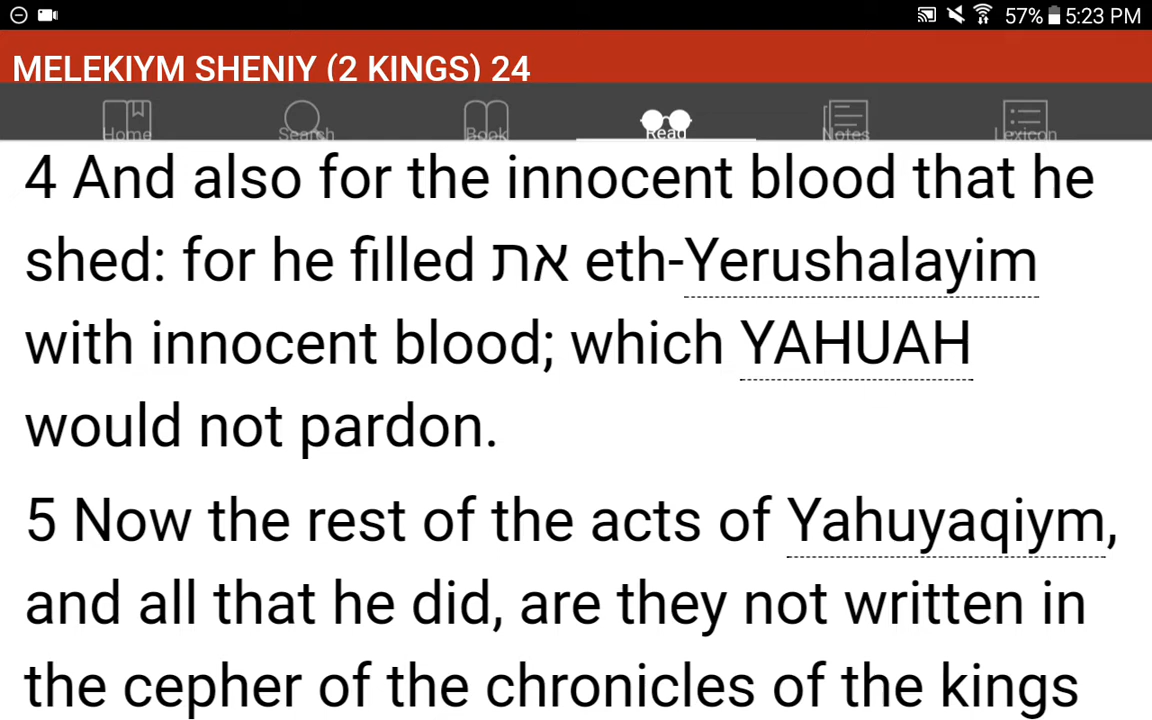 57% 5:23 PM
MELEKIYM SHENIY (2 KINGS) 24
Home Search Book Read Notes Lexicon
4 And also for the innocent blood that he
shed: for he filled את eth-Yerushalayim
with innocent blood; which YAHUAH
would not pardon.
5 Now the rest of the acts of Yahuyaqiym,
and all that he did, are they not written in
the cepher of the chronicles of the kings